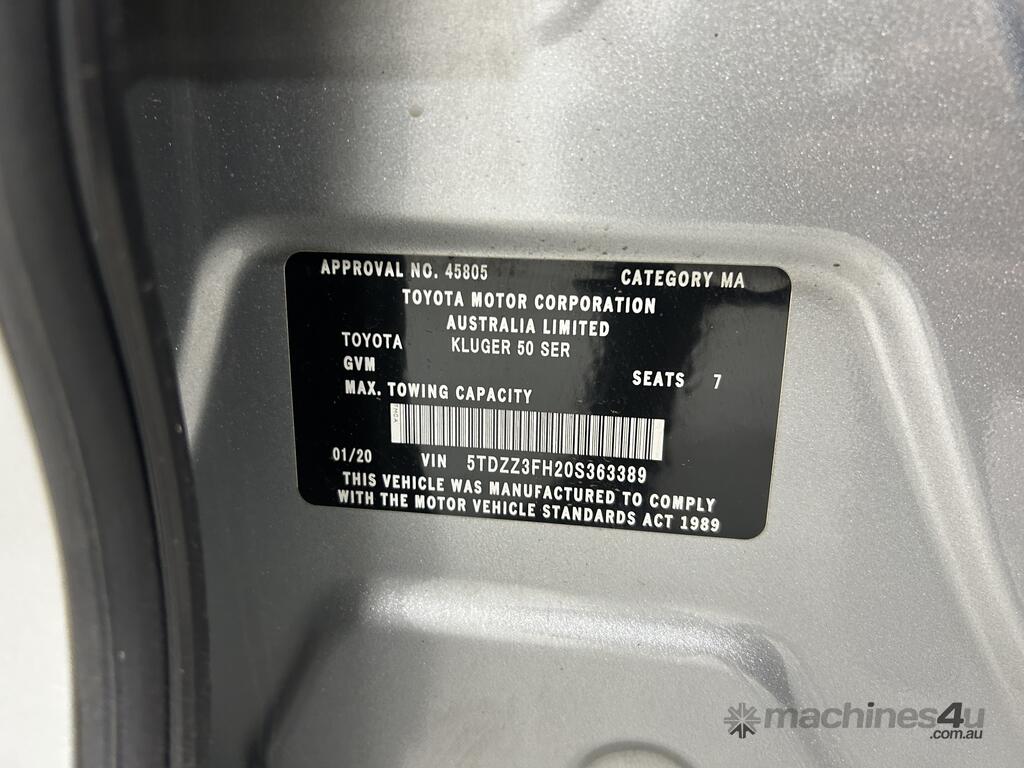 APPROVAL NO. 45805 CATEGORY MA
TOYOTA MOTOR CORPORATION
AUSTRALIA LIMITED
TOYOTA KLUGER 50 SER
GVM SEATS 7
MAX. TOWING CAPACITY
01/20 VIN 5TDZZ3FH20S363389
THIS VEHICLE WAS MANUFACTURED TO COMPLY
WITH THE MOTOR VEHICLE STANDARDS ACT 1989
machines4u
.com.au